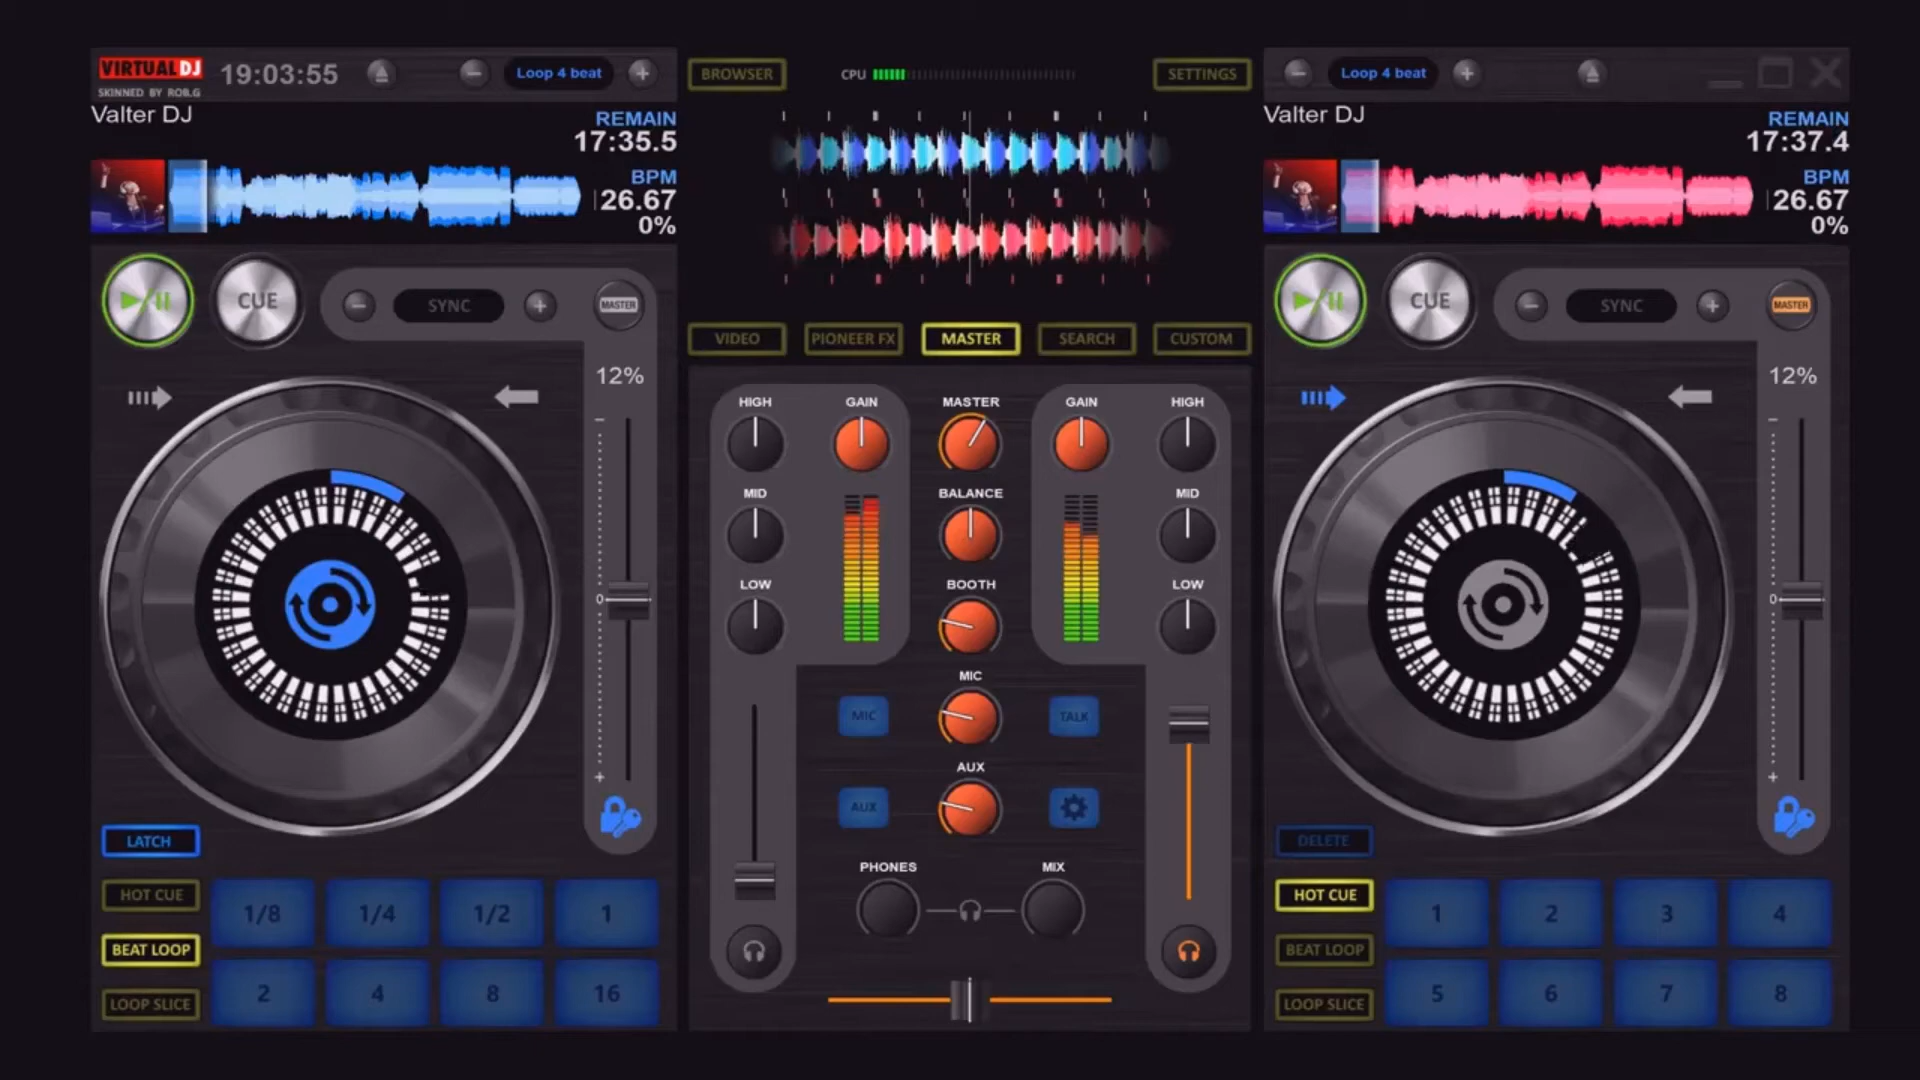 VIRTUAL DJ
SKINNED BY ROB.G
19:03:55
Loop 4 beat
Valter DJ
REMAIN
17:35.5
BPM
26.67
0%
CUE
SYNC
MASTER
12%
0
LATCH
HOT CUE
BEAT LOOP
LOOP SLICE
1/8
1/4
1/2
1
2
4
8
16
BROWSER
CPU
SETTINGS
VIDEO
PIONEER FX
MASTER
SEARCH
CUSTOM
HIGH
GAIN
MASTER
GAIN
HIGH
MID
BALANCE
MID
LOW
BOOTH
LOW
MIC
MIC
TALK
AUX
AUX
PHONES
MIX
Loop 4 beat
Valter DJ
REMAIN
17:37.4
BPM
26.67
0%
CUE
SYNC
MASTER
12%
0
DELETE
HOT CUE
BEAT LOOP
LOOP SLICE
1
2
3
4
5
6
7
8